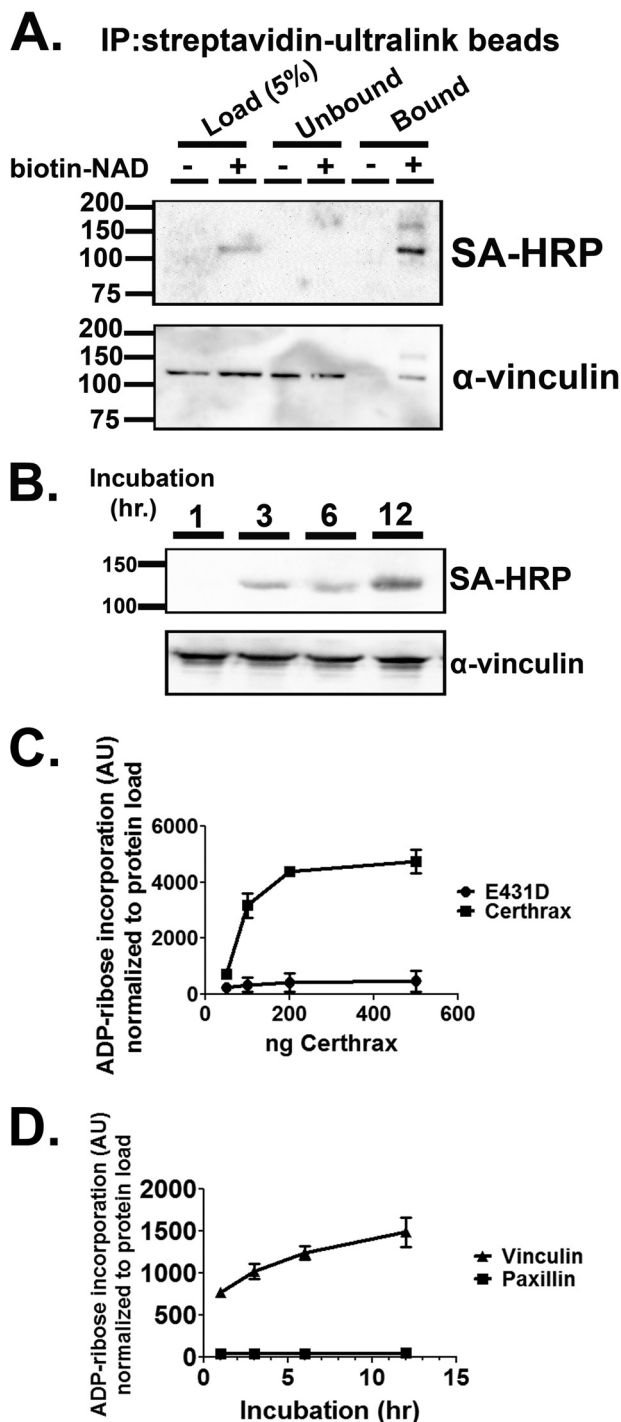 A. IP:streptavidin-ultralink beads
Load (5%) Unbound Bound
biotin-NAD - + - + - +
200
150
100
75
SA-HRP
200
150
100
75
α-vinculin
B. Incubation
(hr.) 1 3 6 12
150
100
SA-HRP
α-vinculin
C.
ADP-ribose incorporation (AU)
normalized to protein load
6000
4000
2000
0
0 200 400 600
ng Certhrax
E431D
Certhrax
D.
ADP-ribose incorporation (AU)
normalized to protein load
2000
1500
1000
500
0
0 5 10 15
Incubation (hr)
Vinculin
Paxillin